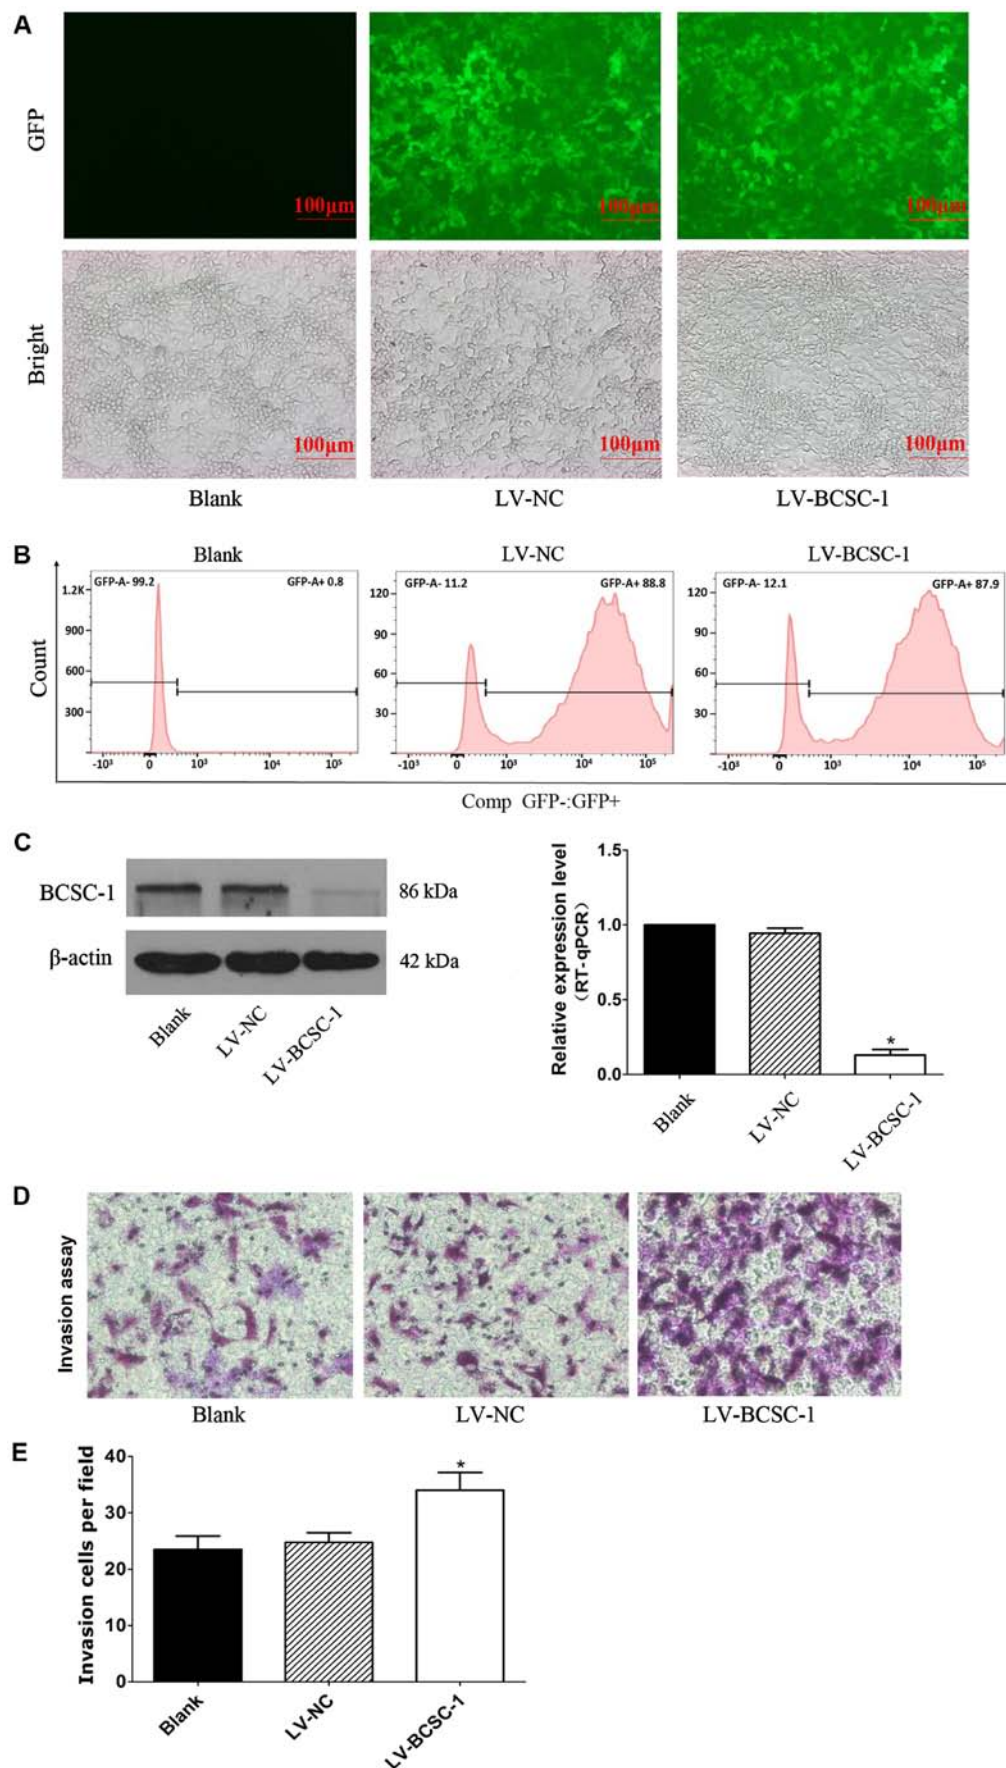 A
GFP
100μm
100μm
100μm
Bright
100μm
100μm
100μm
Blank
LV-NC
LV-BCSC-1
B
Blank
LV-NC
LV-BCSC-1
Count
GFP-A- 99.2
GFP-A+ 0.8
1.2K
900
600
300
-10³
0
10³
10⁴
10⁵
GFP-A- 11.2
GFP-A+ 88.8
120
90
60
30
-10³
0
10³
10⁴
10⁵
GFP-A- 12.1
GFP-A+ 87.9
120
90
60
30
-10³
0
10³
10⁴
10⁵
Comp GFP-:GFP+
C
BCSC-1
86 kDa
β-actin
42 kDa
Blank
LV-NC
LV-BCSC-1
Relative expression level
(RT-qPCR)
1.5
1.0
0.5
0.0
*
Blank
LV-NC
LV-BCSC-1
D
Invasion assay
Blank
LV-NC
LV-BCSC-1
E
Invasion cells per field
40
30
20
10
0
*
Blank
LV-NC
LV-BCSC-1